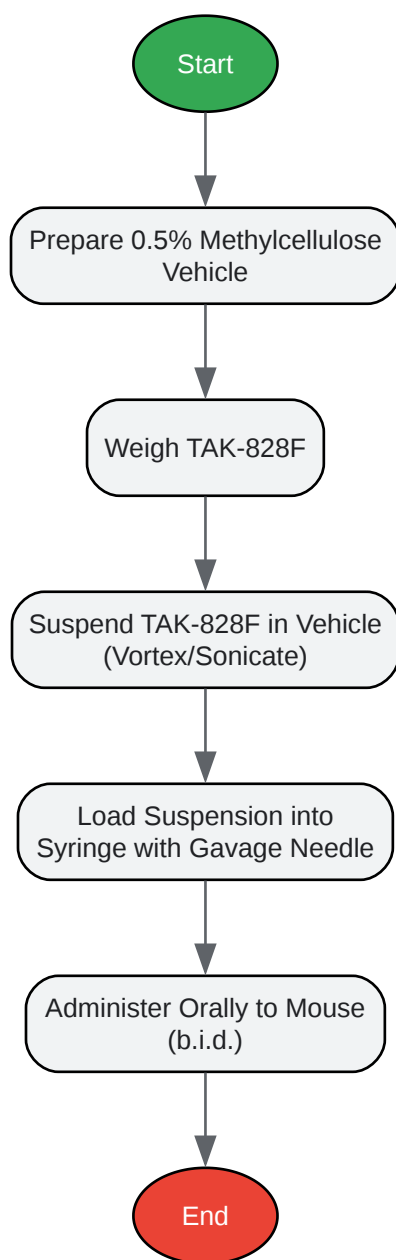 Start
Prepare 0.5% Methylcellulose
Vehicle
Weigh TAK-828F
Suspend TAK-828F in Vehicle
(Vortex/Sonicate)
Load Suspension into
Syringe with Gavage Needle
Administer Orally to Mouse
(b.i.d.)
End